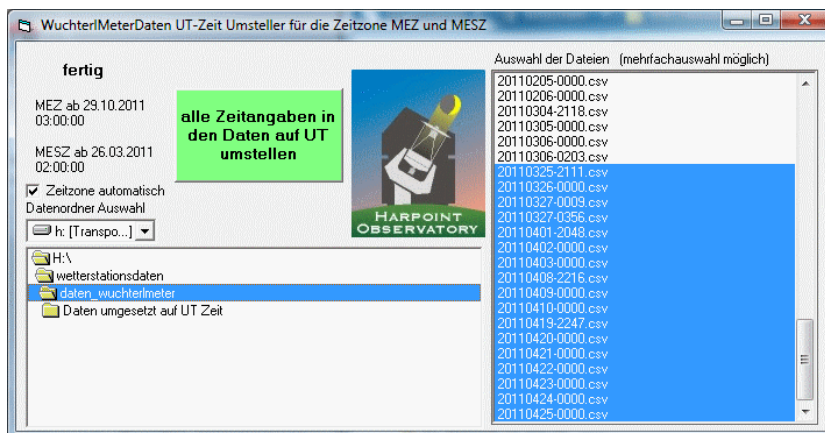 WuchterlMeterDaten UT-Zeit Umsteller für die Zeitzone MEZ und MESZ
fertig
MEZ ab 29.10.2011
03:00:00
MESZ ab 26.03.2011
02:00:00
alle Zeitangaben in
den Daten auf UT
umstellen
HARPOINT
OBSERVATORY
Zeitzone automatisch
Datenordner Auswahl
h: [Transpo...]
H:\
wetterstationsdaten
daten_wuchterlmeter
Daten umgesetzt auf UT Zeit
Auswahl der Dateien (mehrfachauswahl möglich)
20110205-0000.csv
20110206-0000.csv
20110304-2118.csv
20110305-0000.csv
20110306-0000.csv
20110306-0203.csv
20110325-2111.csv
20110326-0000.csv
20110327-0009.csv
20110327-0356.csv
20110401-2048.csv
20110402-0000.csv
20110403-0000.csv
20110408-2216.csv
20110409-0000.csv
20110410-0000.csv
20110419-2247.csv
20110420-0000.csv
20110421-0000.csv
20110422-0000.csv
20110423-0000.csv
20110424-0000.csv
20110425-0000.csv